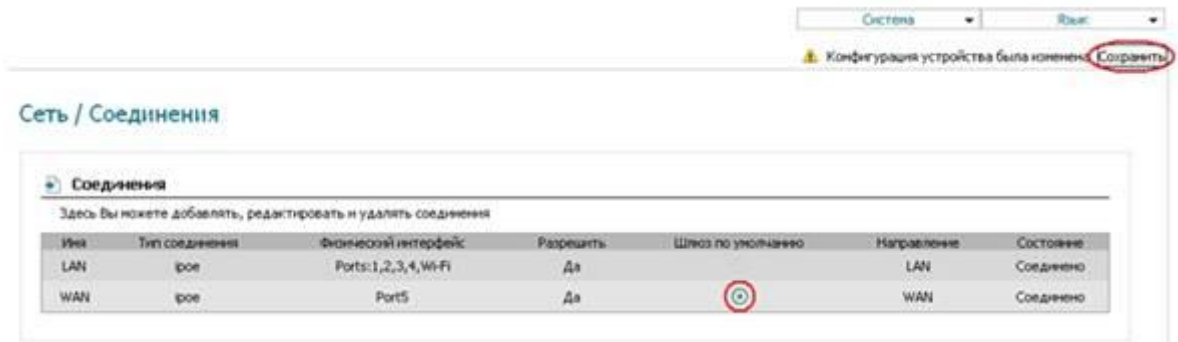 Система Язык
Конфигурация устройства была изменена Сохранить
Сеть / Соединения
Соединения
Здесь Вы можете добавлять, редактировать и удалять соединения
Имя Тип соединения Физический интерфейс Разрешить Шлюз по умолчанию Направление Состояние
LAN ipoe Ports:1,2,3,4,Wi-Fi Да LAN Соединено
WAN ipoe Port5 Да WAN Соединено